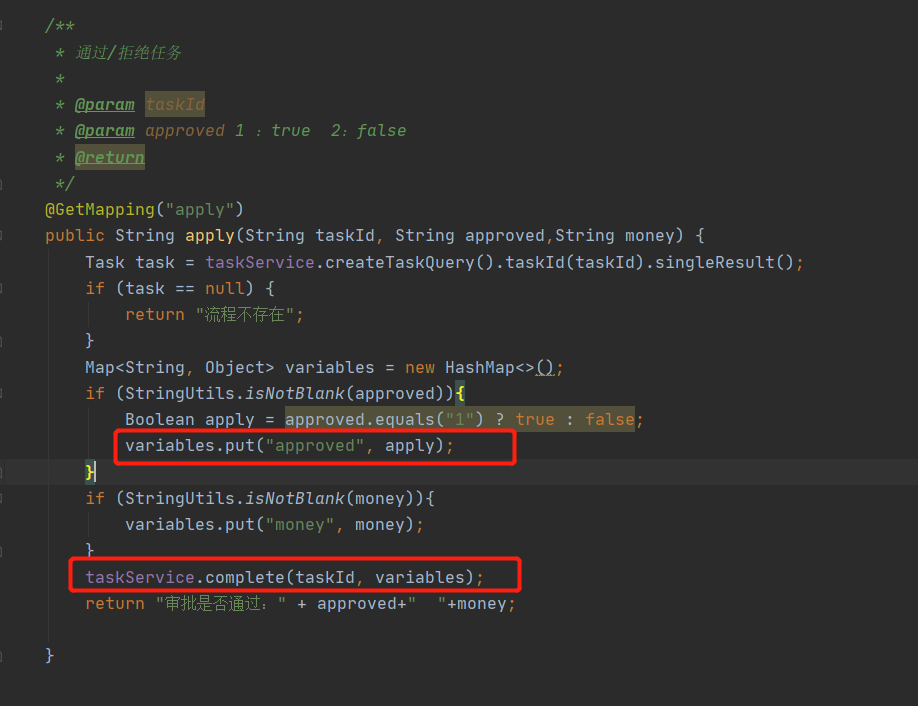 /**
 * 通过/拒绝任务
 *
 * @param taskId
 * @param approved 1 ：true  2：false
 * @return
 */
@GetMapping("apply")
public String apply(String taskId, String approved,String money) {
    Task task = taskService.createTaskQuery().taskId(taskId).singleResult();
    if (task == null) {
        return "流程不存在";
    }
    Map<String, Object> variables = new HashMap<>();
    if (StringUtils.isNotBlank(approved)){
        Boolean apply = approved.equals("1") ? true : false;
        variables.put("approved", apply);
    }
    if (StringUtils.isNotBlank(money)){
        variables.put("money", money);
    }
    taskService.complete(taskId, variables);
    return "审批是否通过：" + approved+"  "+money;
}